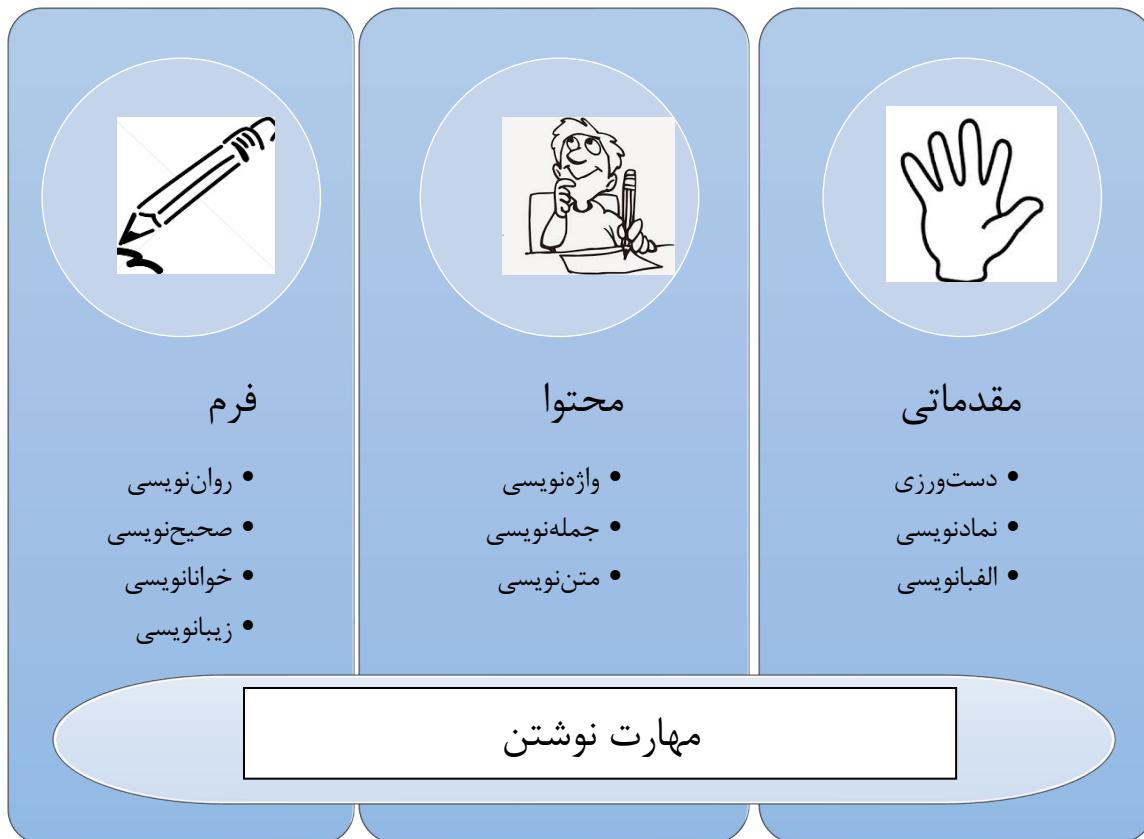 مقدماتی
• دست‌ورزی
• نمادنویسی
• الفبانویسی
محتوا
• واژه‌نویسی
• جمله‌نویسی
• متن‌نویسی
فرم
• روان‌نویسی
• صحیح‌نویسی
• خوانانویسی
• زیبانویسی
مهارت نوشتن